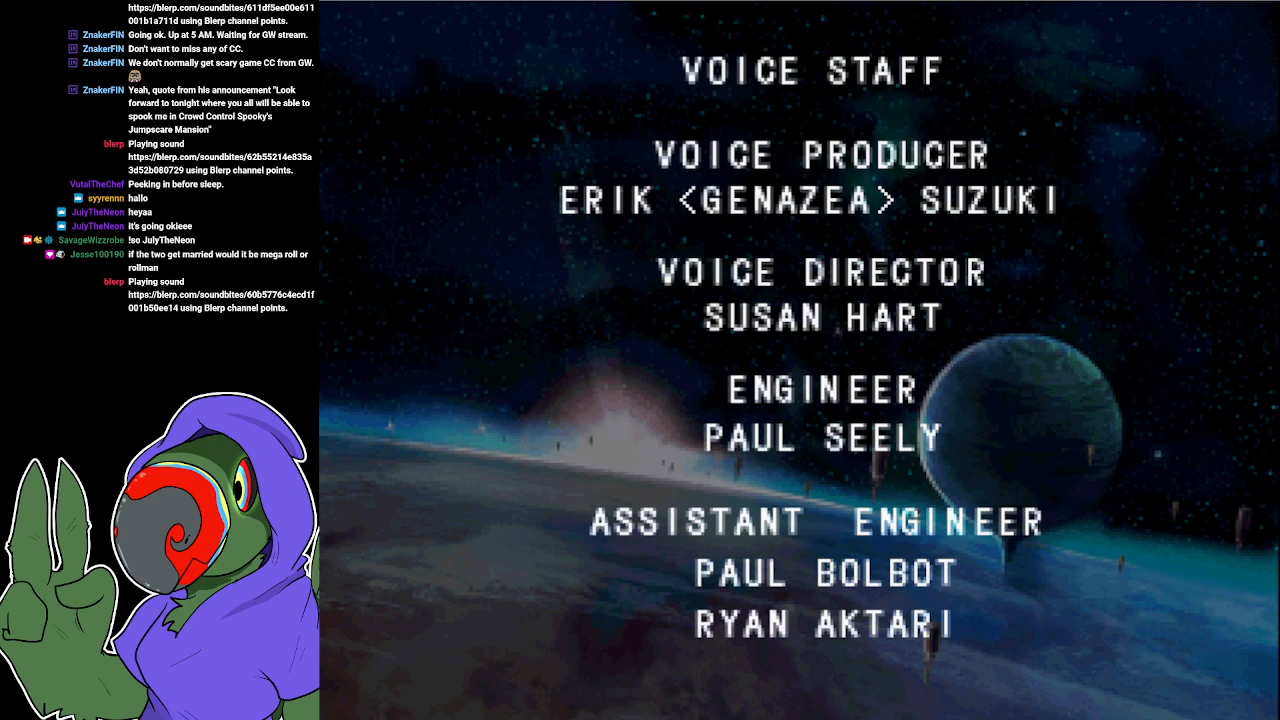 https://blerp.com/soundbites/611df5ee00e611
001b1a711d using Blerp channel points.
ZnakerFIN Going ok. Up at 5 AM. Waiting for GW stream.
ZnakerFIN Don't want to miss any of CC.
ZnakerFIN We don't normally get scary game CC from GW.
ZnakerFIN Yeah, quote from his announcement "Look
forward to tonight where you all will be able to
spook me in Crowd Control Spooky's
Jumpscare Mansion"
blerp Playing sound
https://blerp.com/soundbites/62b55214e835a
3d52b080729 using Blerp channel points.
VutalTheChef Peeking in before sleep.
syyrennn hallo
JulyTheNeon heyaa
JulyTheNeon it's going okieee
SavageWizzrobe !so JulyTheNeon
Jesse100190 if the two get married would it be mega roll or
rollman
blerp Playing sound
https://blerp.com/soundbites/60b5776c4ecd1f
001b50ee14 using Blerp channel points.
VOICE STAFF
VOICE PRODUCER
ERIK <GENAZEA> SUZUKI
VOICE DIRECTOR
SUSAN HART
ENGINEER
PAUL SEELY
ASSISTANT ENGINEER
PAUL BOLBOT
RYAN AKTARI